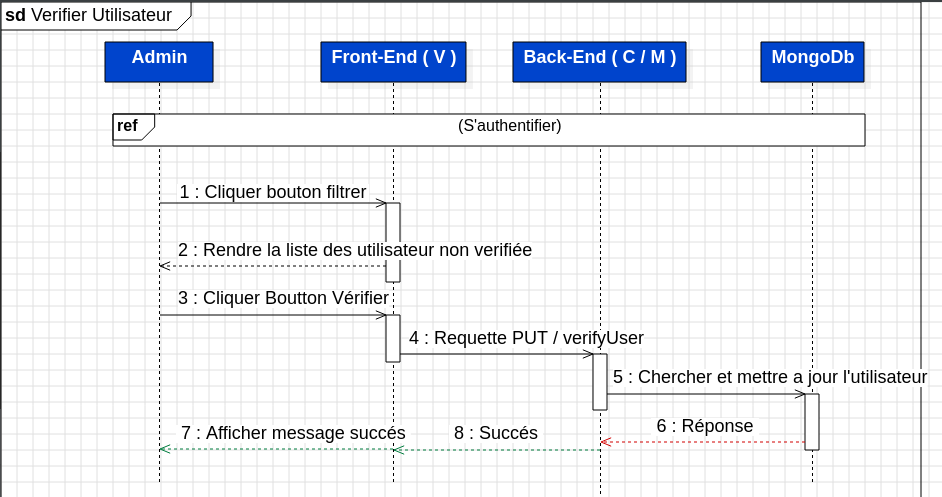 sd Verifier Utilisateur
Admin
Front-End ( V )
Back-End ( C / M )
MongoDb
ref
(S'authentifier)
1 : Cliquer bouton filtrer
2 : Rendre la liste des utilisateur non verifiée
3 : Cliquer Boutton Vérifier
4 : Requette PUT / verifyUser
5 : Chercher et mettre a jour l'utilisateur
6 : Réponse
7 : Afficher message succés
8 : Succés